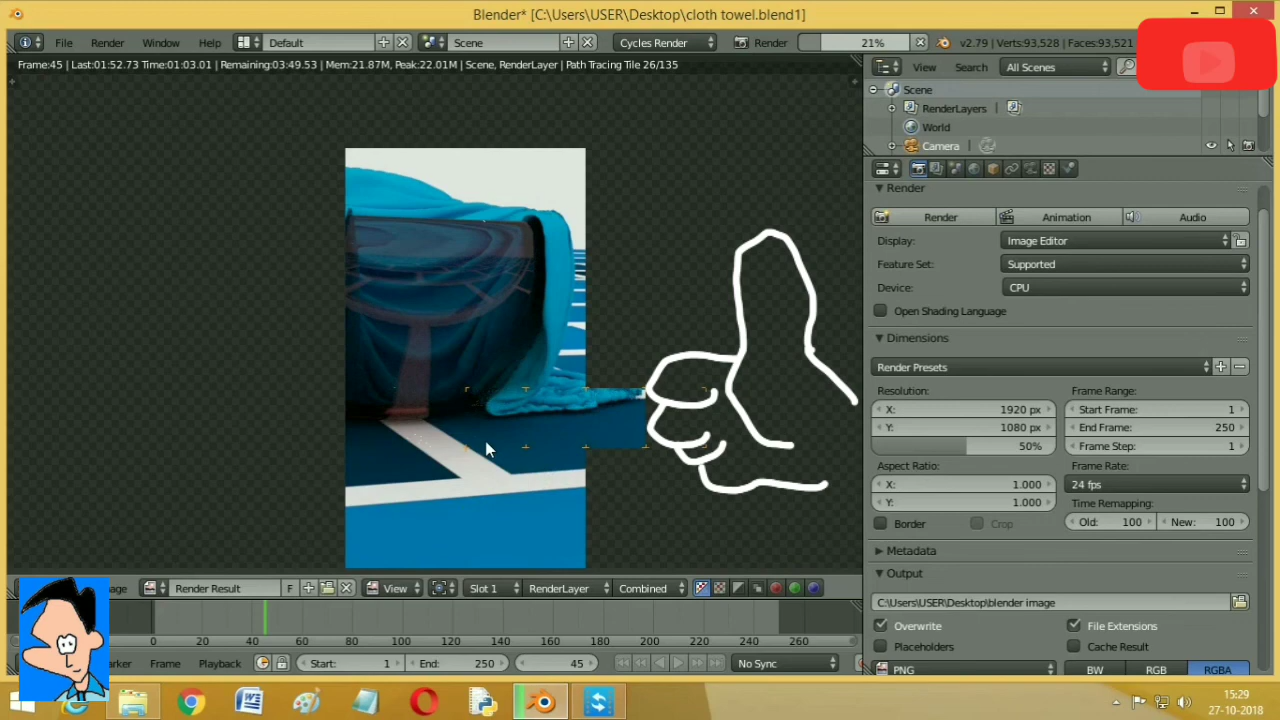 Blender* [C:\Users\USER\Desktop\cloth towel.blend1]
File Render Window Help Default Scene Cycles Render Render 21% v2.79 | Verts:93,528 | Faces:93,521
Frame:45 | Last:01:52.73 Time:01:03.01 | Remaining:03:49.53 | Mem:21.87M, Peak:22.01M | Scene, RenderLayer | Path Tracing Tile 26/135
View Search All Scenes
Scene
RenderLayers
World
Camera
Render
Render Animation Audio
Display: Image Editor
Feature Set: Supported
Device: CPU
Open Shading Language
Dimensions
Render Presets
Resolution: Frame Range:
X: 1920 px Start Frame: 1
Y: 1080 px End Frame: 250
50% Frame Step: 1
Aspect Ratio: Frame Rate:
X: 1.000 24 fps
Y: 1.000 Time Remapping:
Border Crop Old: 100 New: 100
Metadata
Output
C:\Users\USER\Desktop\blender image
Overwrite File Extensions
Placeholders Cache Result
PNG BW RGB RGBA
Render Result F View Slot 1 RenderLayer Combined
0 20 40 60 80 100 120 140 160 180 200 220 240 260
Frame Playback Start: 1 End: 250 45 No Sync
15:29
27-10-2018